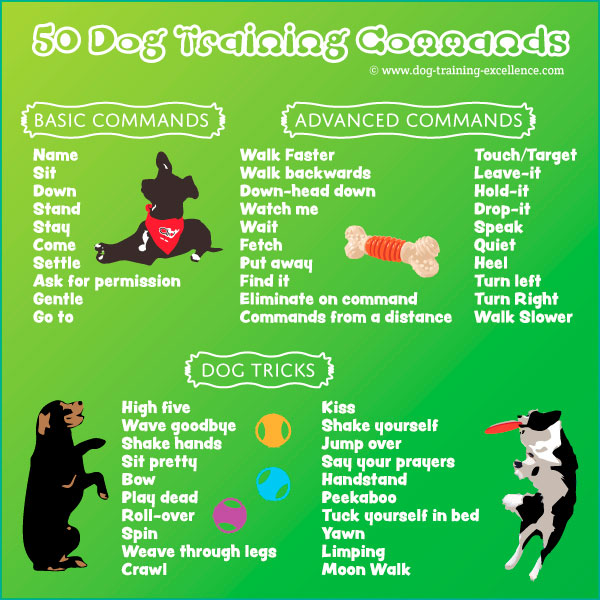 50 Dog Training Commands
© www.dog-training-excellence.com
BASIC COMMANDS
Name
Sit
Down
Stand
Stay
Come
Settle
Ask for permission
Gentle
Go to
ADVANCED COMMANDS
Walk Faster
Walk backwards
Down-head down
Watch me
Wait
Fetch
Put away
Find it
Eliminate on command
Commands from a distance
Touch/Target
Leave-it
Hold-it
Drop-it
Speak
Quiet
Heel
Turn left
Turn Right
Walk Slower
DOG TRICKS
High five
Wave goodbye
Shake hands
Sit pretty
Bow
Play dead
Roll-over
Spin
Weave through legs
Crawl
Kiss
Shake yourself
Jump over
Say your prayers
Handstand
Peekaboo
Tuck yourself in bed
Yawn
Limping
Moon Walk